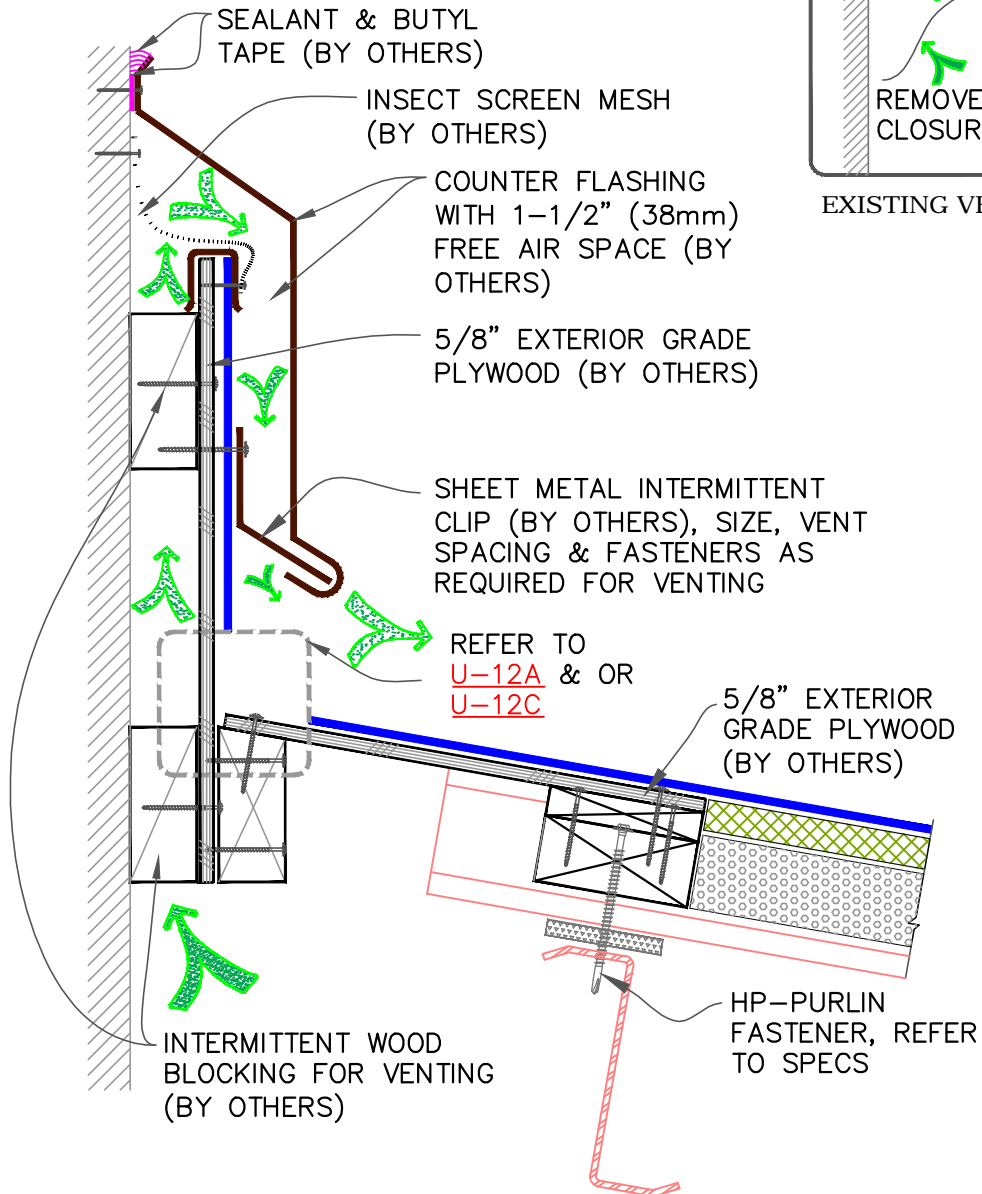 SEALANT & BUTYL
TAPE (BY OTHERS)
INSECT SCREEN MESH
(BY OTHERS)
REMOVE
CLOSUR
EXISTING VE
COUNTER FLASHING
WITH 1-1/2" (38mm)
FREE AIR SPACE (BY
OTHERS)
5/8" EXTERIOR GRADE
PLYWOOD (BY OTHERS)
SHEET METAL INTERMITTENT
CLIP (BY OTHERS), SIZE, VENT
SPACING & FASTENERS AS
REQUIRED FOR VENTING
REFER TO
U-12A & OR
U-12C
5/8" EXTERIOR
GRADE PLYWOOD
(BY OTHERS)
HP-PURLIN
FASTENER, REFER
TO SPECS
INTERMITTENT WOOD
BLOCKING FOR VENTING
(BY OTHERS)